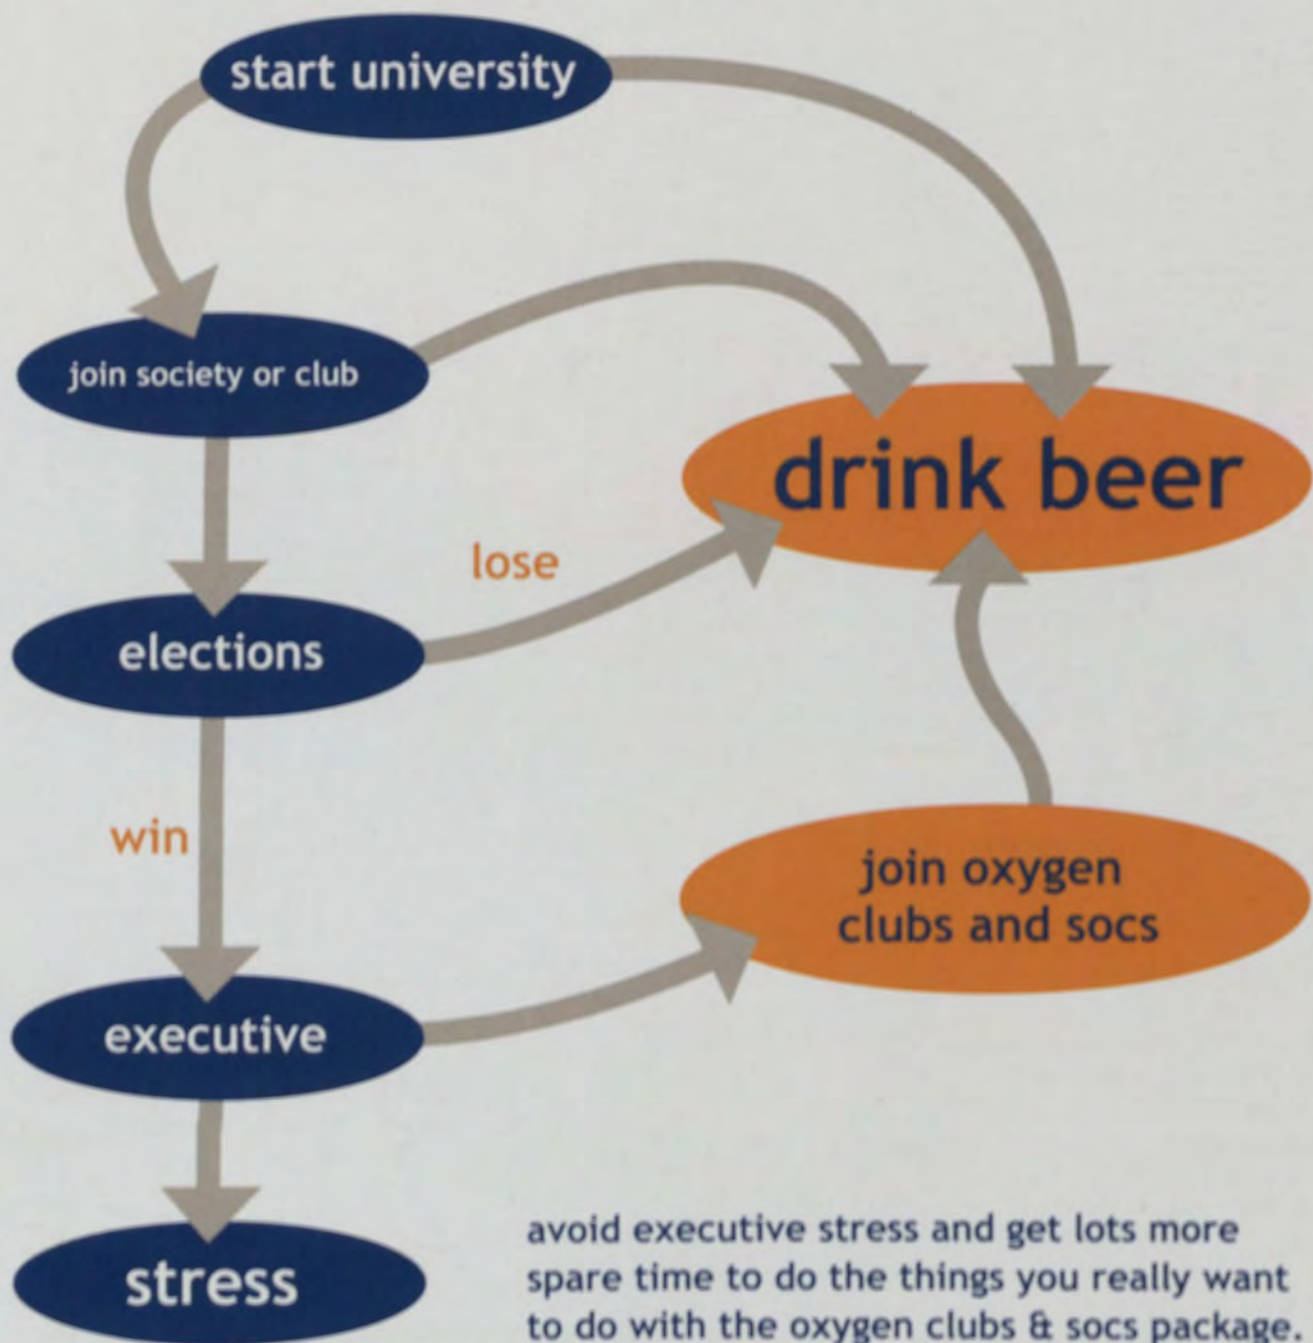 start university
join society or club
drink beer
lose
elections
win
join oxygen
clubs and socs
executive
stress
avoid executive stress and get lots more
spare time to do the things you really want
to do with the oxygen clubs & socs package.